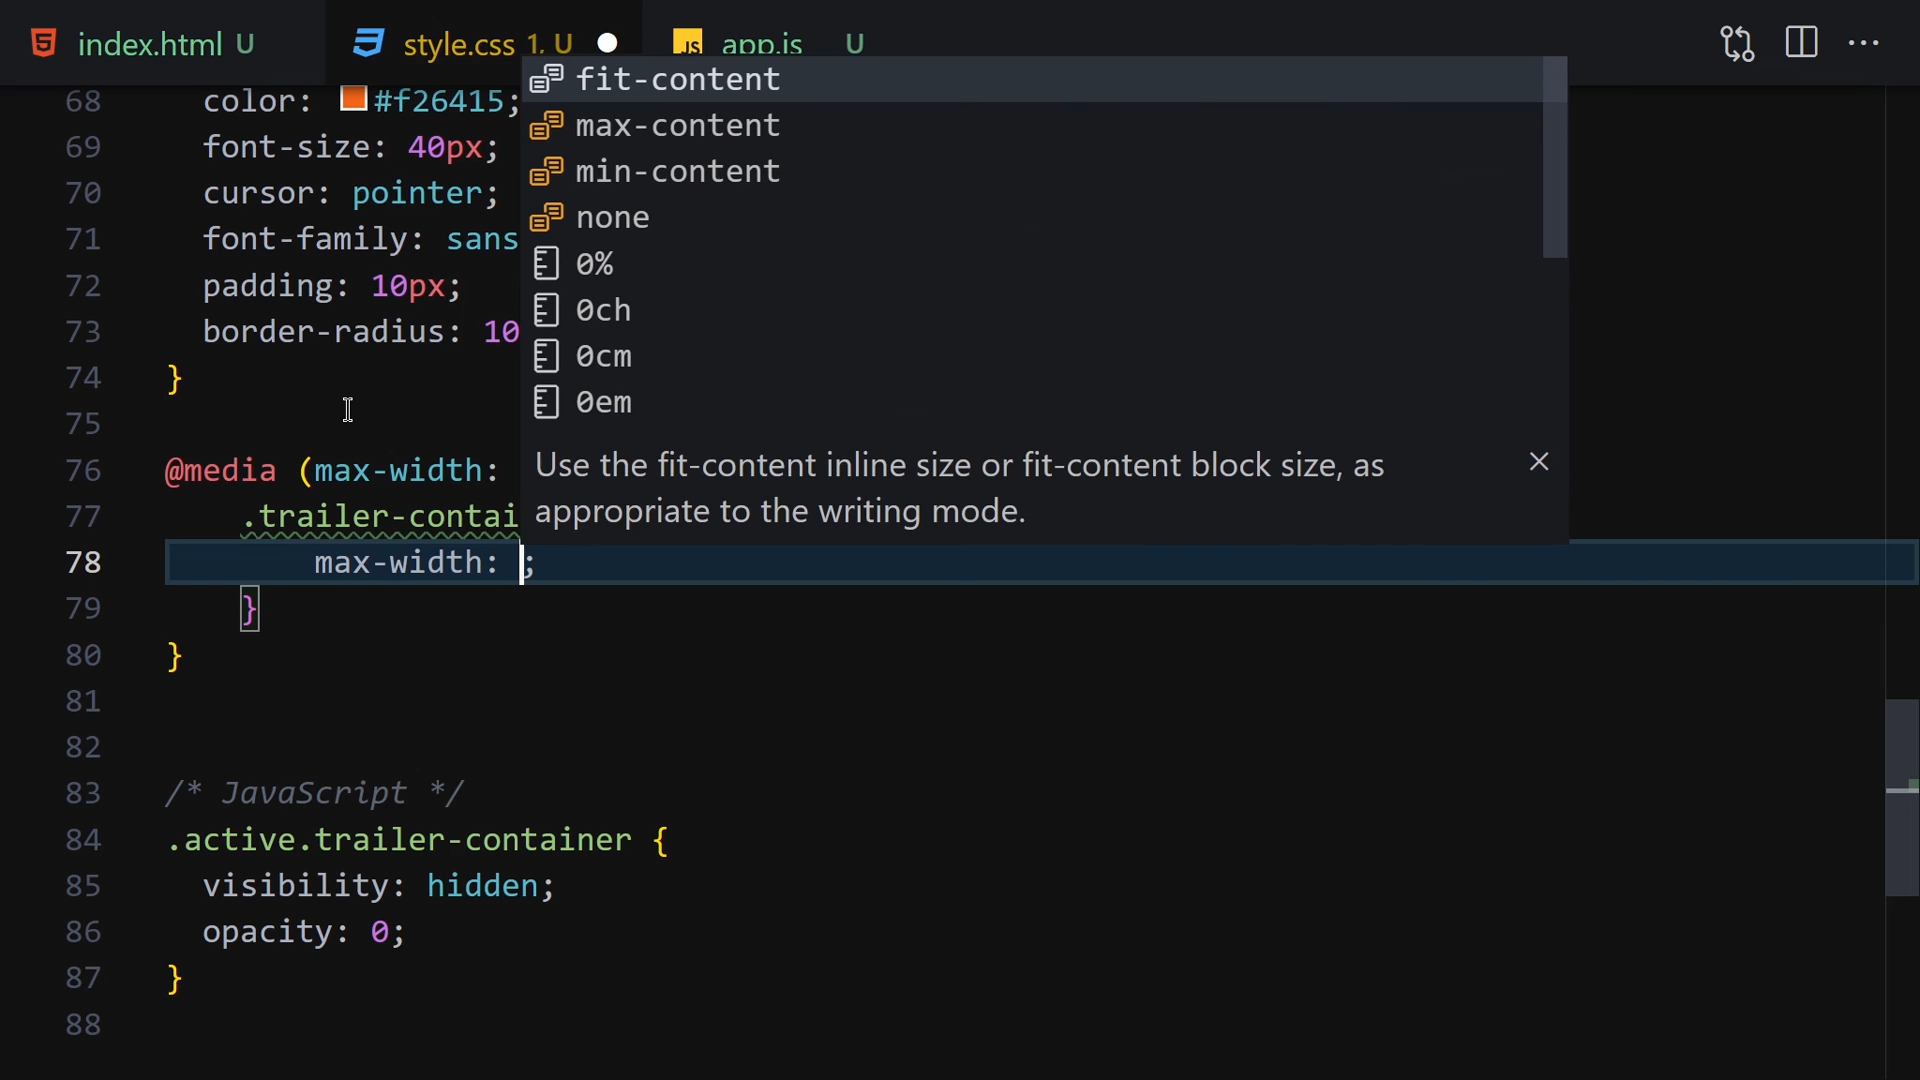 index.html U
style.css 1, U
JS app.js U
68 color: #f26415;
69 font-size: 40px;
70 cursor: pointer;
71 font-family: sans
72 padding: 10px;
73 border-radius: 10
74 }
75
76 @media (max-width:
77 .trailer-contai
78 max-width: ;
79 }
80 }
81
82
83 /* JavaScript */
84 .active.trailer-container {
85 visibility: hidden;
86 opacity: 0;
87 }
88
fit-content
max-content
min-content
none
0%
0ch
0cm
0em
Use the fit-content inline size or fit-content block size, as
appropriate to the writing mode.